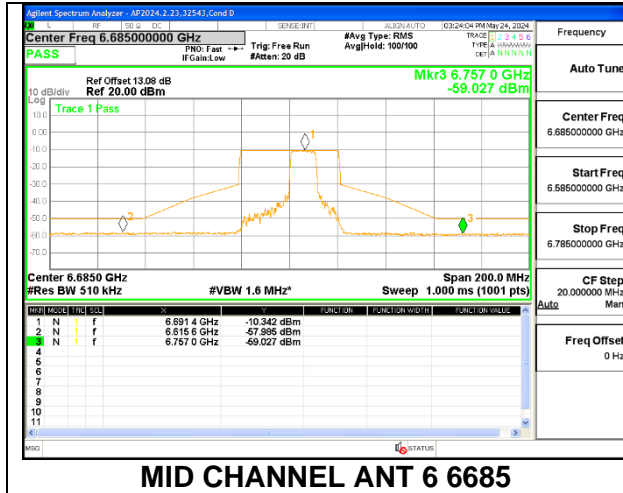 Agilent Spectrum Analyzer - AP2024.2.23,32543,Cond D
L RF 50 Ω DC SENSE:INT ALIGNAUTO 03:24:04 PM May 24, 2024
Center Freq 6.685000000 GHz #Avg Type: RMS TRACE 1 2 3 4 5 6
PASS PNO: Fast Trig: Free Run Avg|Hold: 100/100 TYPE A WWWWW
IFGain:Low #Atten: 20 dB DET A N N N N N
Mkr3 6.757 0 GHz
Ref Offset 13.08 dB
10 dB/div Ref 20.00 dBm -59.027 dBm
Log
Trace 1 Pass
10.0
0.00
-10.0
-20.0
-30.0
-40.0
-50.0
-60.0
-70.0
1
2
3
Center 6.6850 GHz Span 200.0 MHz
#Res BW 510 kHz #VBW 1.6 MHz* Sweep 1.000 ms (1001 pts)
MKR MODE TRC SCL X Y FUNCTION FUNCTION WIDTH FUNCTION VALUE
1 N 1 f 6.691 4 GHz -10.342 dBm
2 N 1 f 6.615 6 GHz -57.985 dBm
3 N 1 f 6.757 0 GHz -59.027 dBm
4
5
6
7
8
9
10
11
MSG STATUS
Frequency
Auto Tune
Center Freq
6.685000000 GHz
Start Freq
6.585000000 GHz
Stop Freq
6.785000000 GHz
CF Step
20.000000 MHz
Auto Man
Freq Offset
0 Hz
MID CHANNEL ANT 6 6685